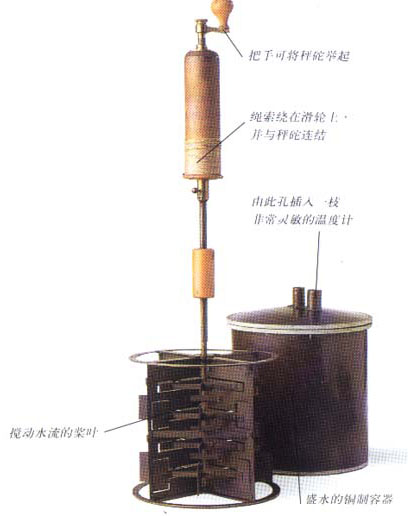 把手可将秤砣举起
绳索绕在滑轮上，
并与秤砣连结
由此孔插入一枝
非常灵敏的温度计
搅动水流的桨叶
盛水的铜制容器